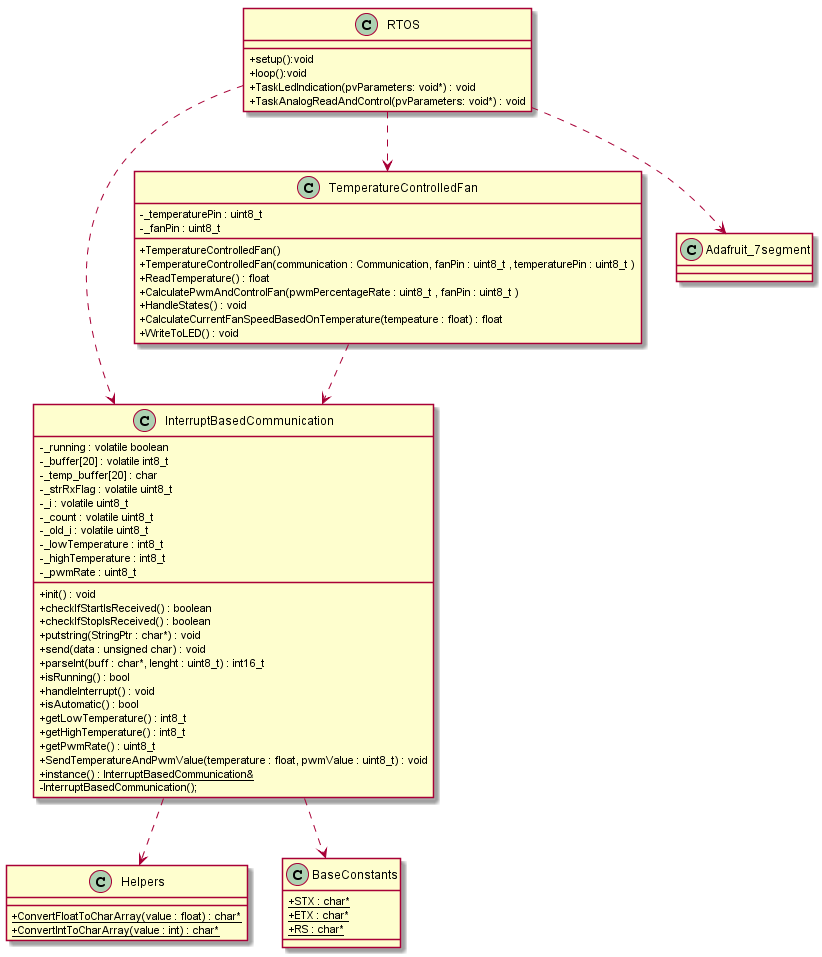 C RTOS
+setup():void
+loop():void
+TaskLedIndication(pvParameters: void*) : void
+TaskAnalogReadAndControl(pvParameters: void*) : void
C TemperatureControlledFan
-_temperaturePin : uint8_t
-_fanPin : uint8_t
+TemperatureControlledFan()
+TemperatureControlledFan(communication : Communication, fanPin : uint8_t , temperaturePin : uint8_t )
+ReadTemperature() : float
+CalculatePwmAndControlFan(pwmPercentageRate : uint8_t , fanPin : uint8_t )
+HandleStates() : void
+CalculateCurrentFanSpeedBasedOnTemperature(tempeature : float) : float
+WriteToLED() : void
C Adafruit_7segment
C InterruptBasedCommunication
-_running : volatile boolean
-_buffer[20] : volatile int8_t
-_temp_buffer[20] : char
-_strRxFlag : volatile uint8_t
-_i : volatile uint8_t
-_count : volatile uint8_t
-_old_i : volatile uint8_t
-_lowTemperature : int8_t
-_highTemperature : int8_t
-_pwmRate : uint8_t
+init() : void
+checkIfStartIsReceived() : boolean
+checkIfStopIsReceived() : boolean
+putstring(StringPtr : char*) : void
+send(data : unsigned char) : void
+parseInt(buff : char*, lenght : uint8_t) : int16_t
+isRunning() : bool
+handleInterrupt() : void
+isAutomatic() : bool
+getLowTemperature() : int8_t
+getHighTemperature() : int8_t
+getPwmRate() : uint8_t
+SendTemperatureAndPwmValue(temperature : float, pwmValue : uint8_t) : void
+instance() : InterruptBasedCommunication&
-InterruptBasedCommunication();
C Helpers
+ConvertFloatToCharArray(value : float) : char*
+ConvertIntToCharArray(value : int) : char*
C BaseConstants
+STX : char*
+ETX : char*
+RS : char*